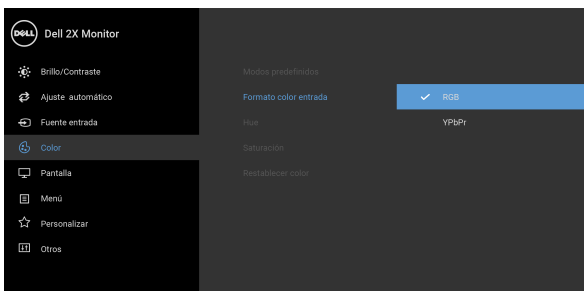 DELL
Dell 2X Monitor
Brillo/Contraste
Ajuste automático
Fuente entrada
Color
Pantalla
Menú
Personalizar
Otros
Modos predefinidos
Formato color entrada
Hue
Saturación
Restablecer color
RGB
YPbPr